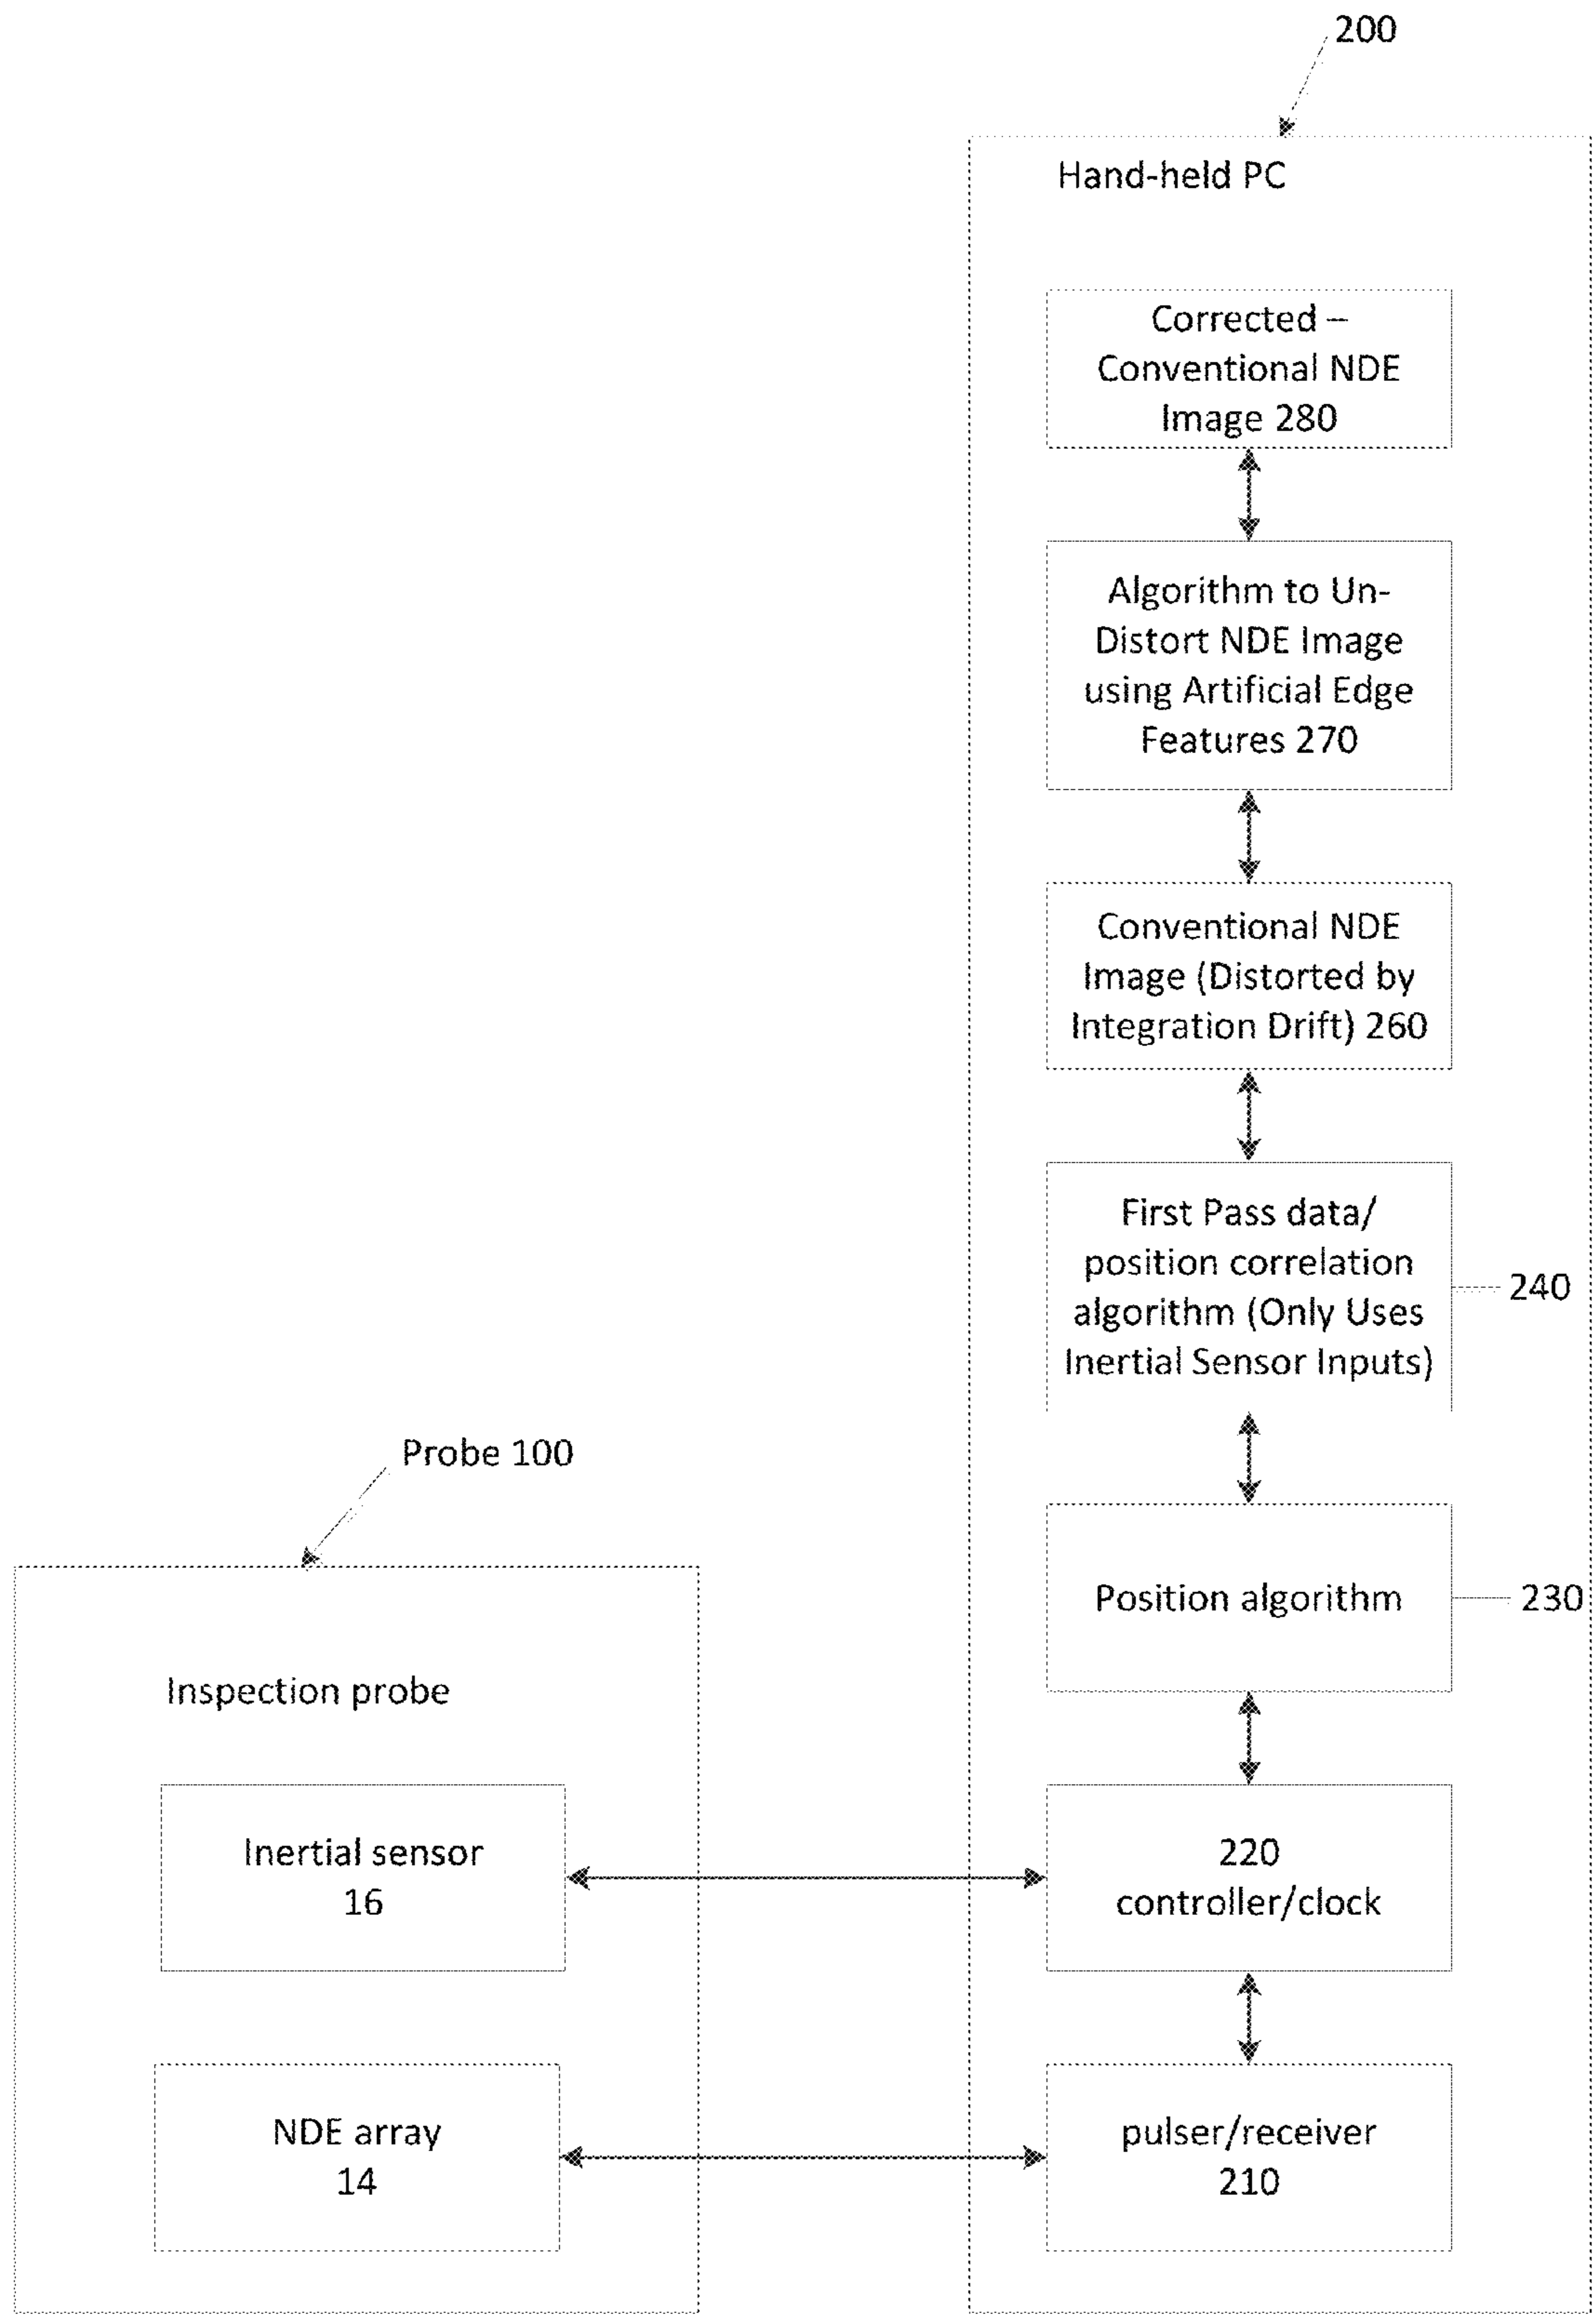 200
Hand-held PC
Corrected –
Conventional NDE
Image 280
Algorithm to Un-
Distort NDE Image
using Artificial Edge
Features 270
Conventional NDE
Image (Distorted by
Integration Drift) 260
First Pass data/
position correlation
algorithm (Only Uses
Inertial Sensor Inputs)
240
Position algorithm
230
220
controller/clock
pulser/receiver
210
Probe 100
Inspection probe
Inertial sensor
16
NDE array
14